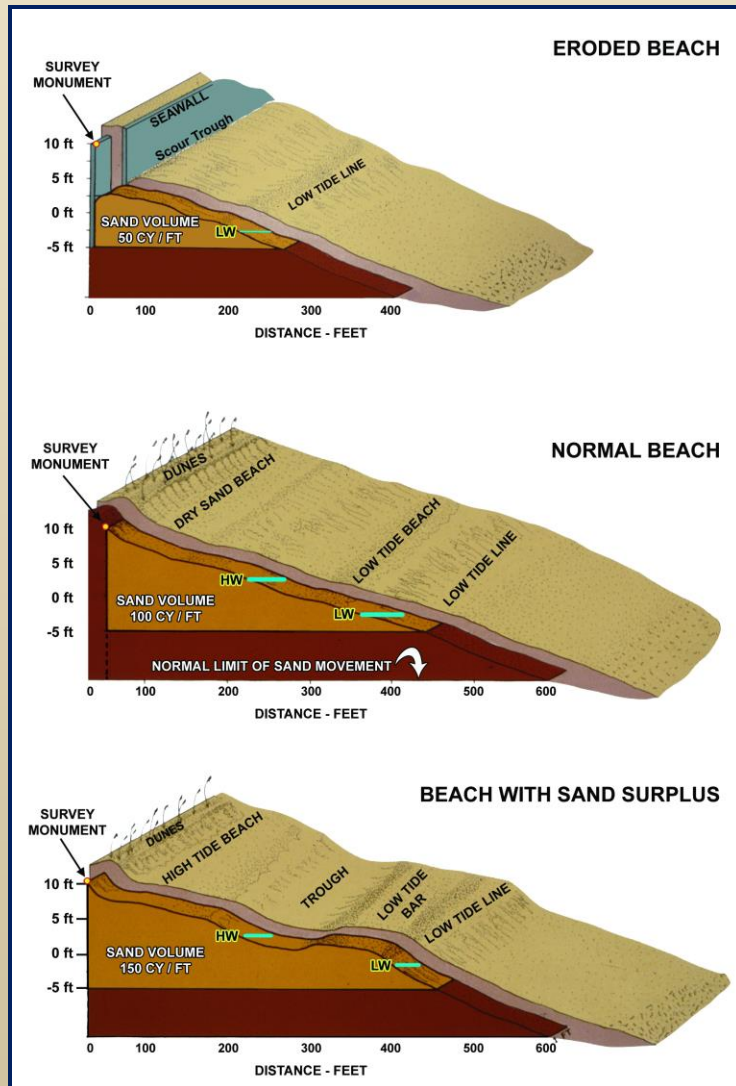 ERODED BEACH
SURVEY
MONUMENT
SEAWALL
Scour Trough
LOW TIDE LINE
10 ft
5 ft
0 ft
-5 ft
SAND VOLUME
50 CY / FT
LW
0 100 200 300 400
DISTANCE - FEET
NORMAL BEACH
SURVEY
MONUMENT
DUNES
DRY SAND BEACH
LOW TIDE BEACH
LOW TIDE LINE
10 ft
5 ft
0 ft
-5 ft
HW
SAND VOLUME
100 CY / FT
LW
NORMAL LIMIT OF SAND MOVEMENT
0 100 200 300 400 500 600
DISTANCE - FEET
BEACH WITH SAND SURPLUS
SURVEY
MONUMENT
DUNES
HIGH TIDE BEACH
TROUGH
LOW TIDE
BAR
LOW TIDE LINE
10 ft
5 ft
0 ft
-5 ft
HW
SAND VOLUME
150 CY / FT
LW
0 100 200 300 400 500 600
DISTANCE - FEET